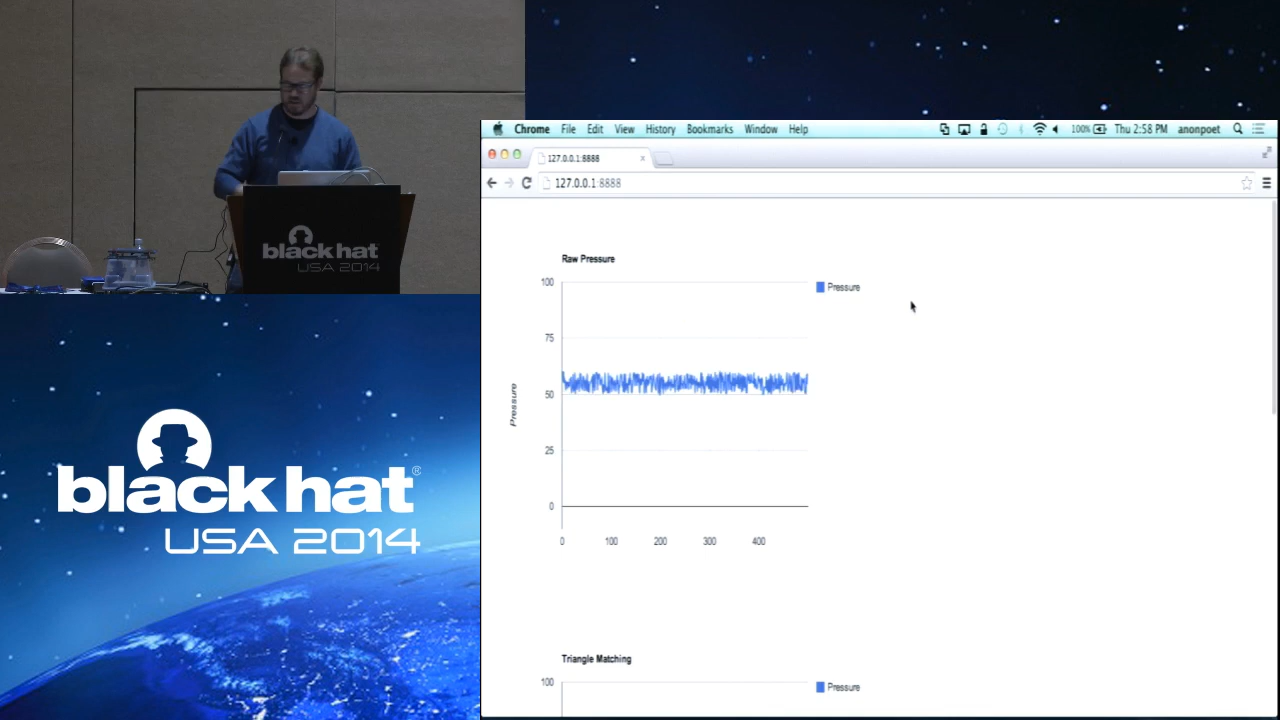 black hat
USA 2014
Chrome File Edit View History Bookmarks Window Help
100% Thu 2:58 PM anonpoet
127.0.0.1:8888 x
127.0.0.1:8888
Raw Pressure
100
75
50
25
0
Pressure
Pressure
0 100 200 300 400
black hat®
USA 2014
Triangle Matching
100
Pressure